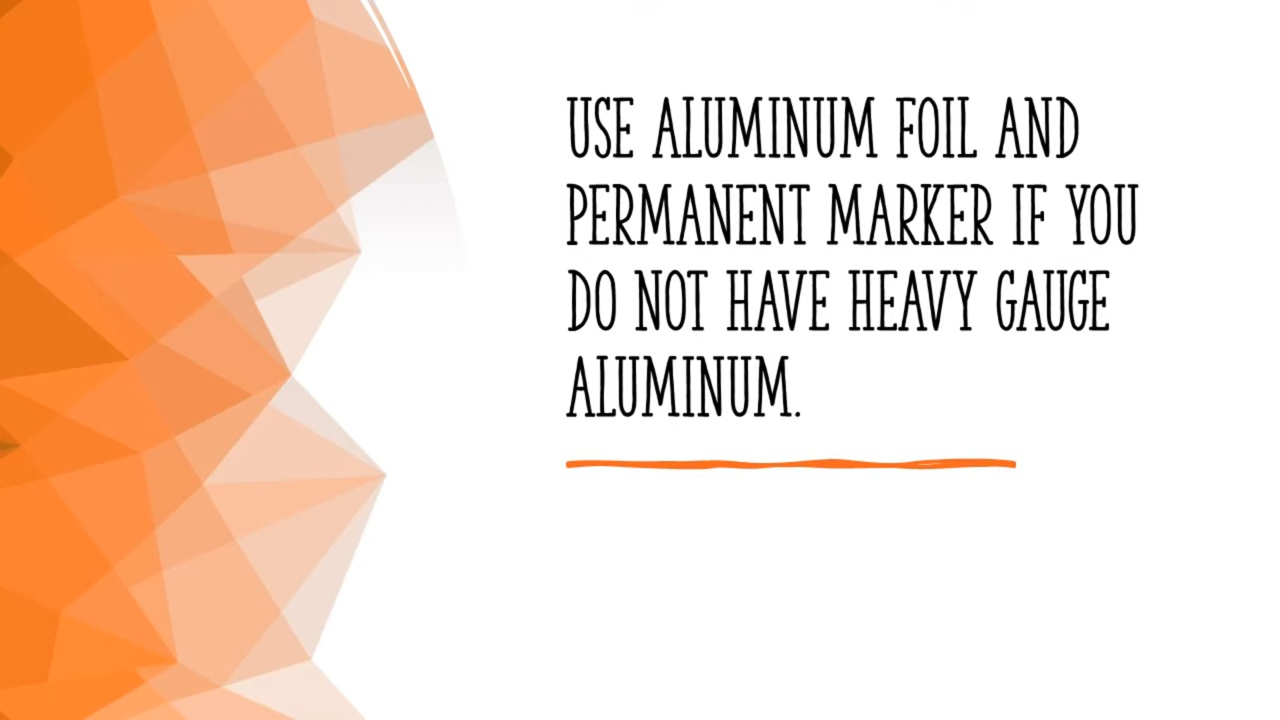 USE ALUMINUM FOIL AND
PERMANENT MARKER IF YOU
DO NOT HAVE HEAVY GAUGE
ALUMINUM.